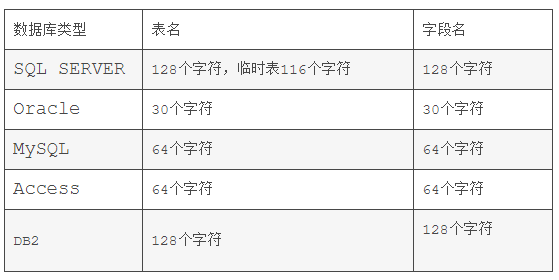 数据库类型 表名 字段名
SQL SERVER 128个字符，临时表116个字符 128个字符
Oracle 30个字符 30个字符
MySQL 64个字符 64个字符
Access 64个字符 64个字符
DB2 128个字符 128个字符